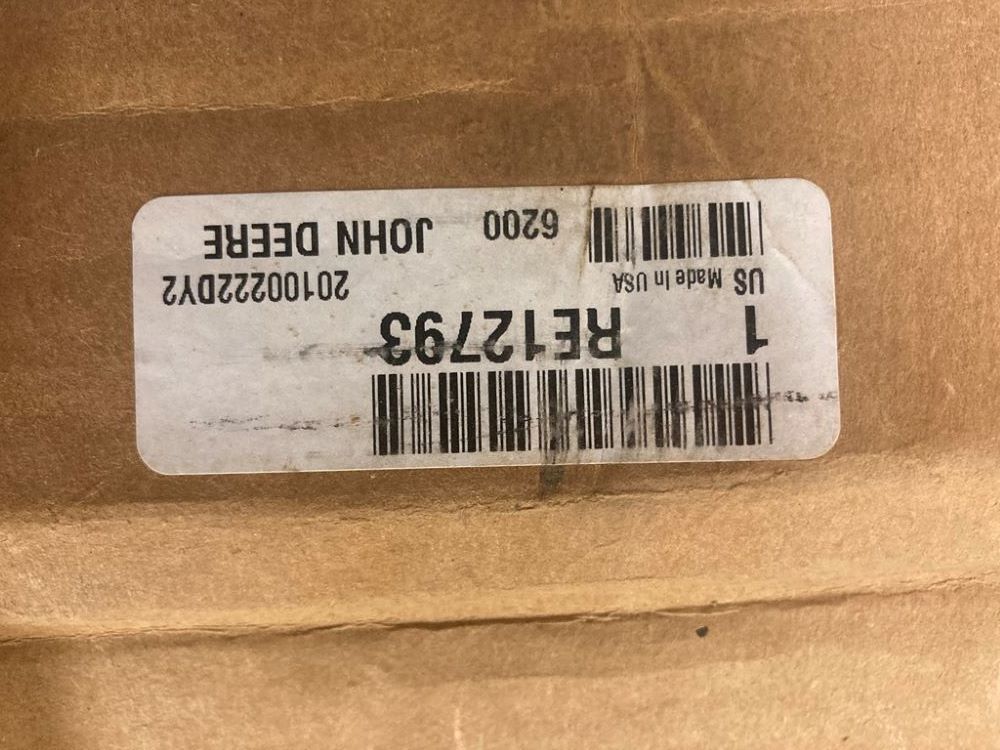 1 RE12793
US Made In USA 20100222DY2
6200 JOHN DEERE